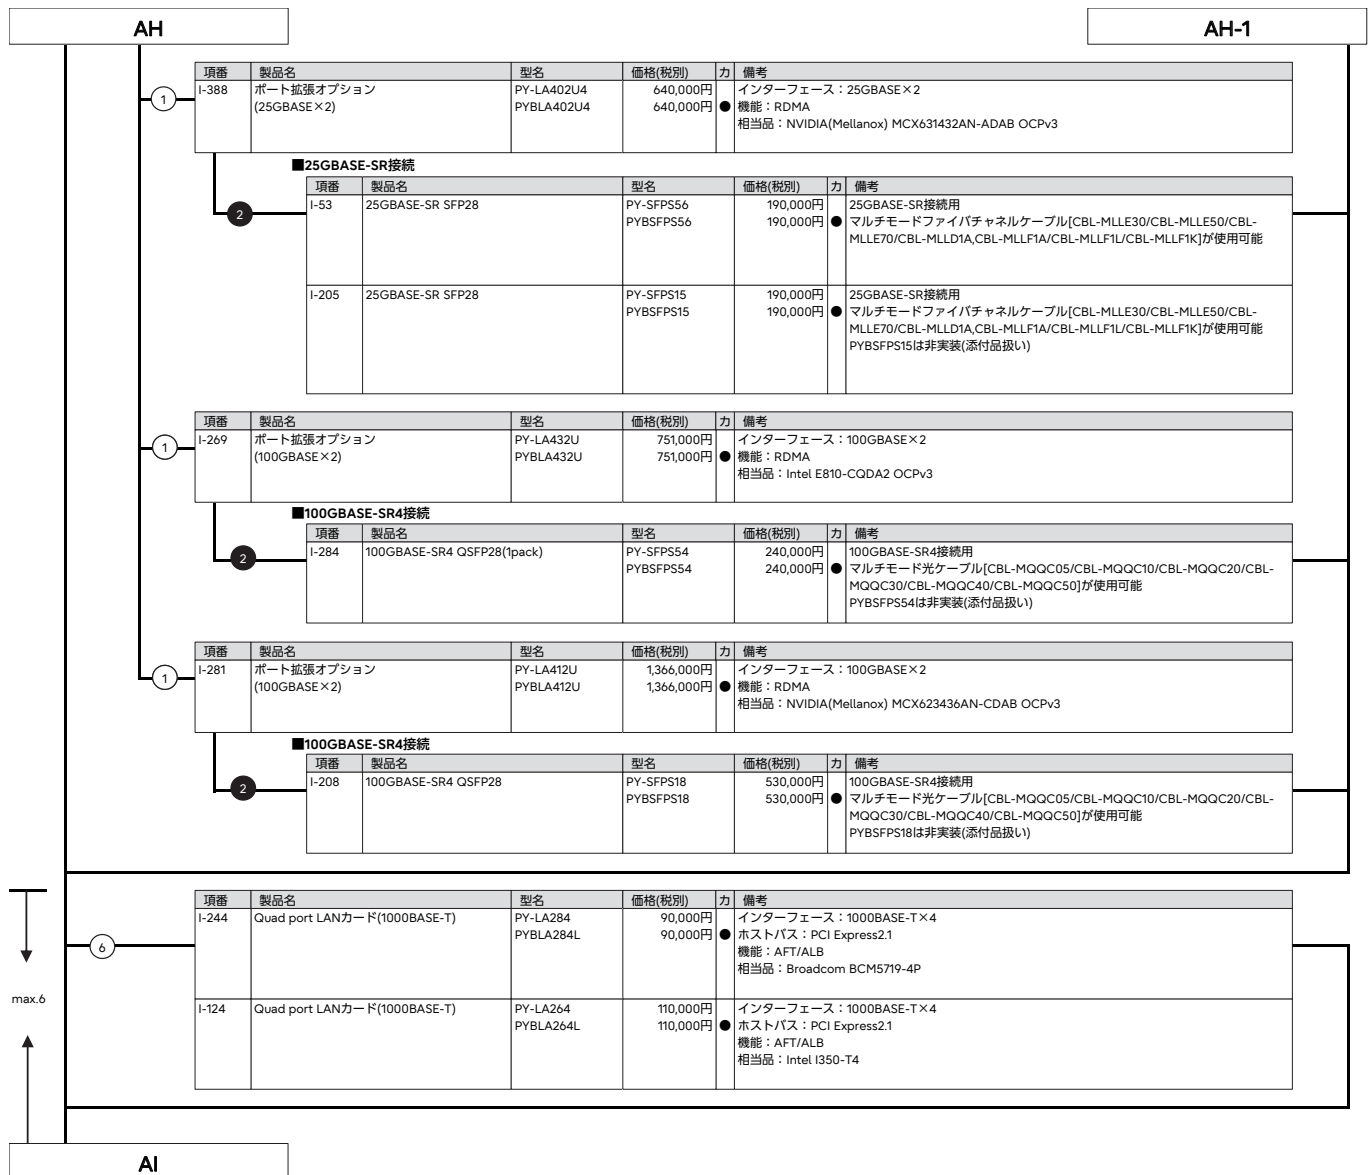 AH
AH-1
項番 製品名 型名 価格(税別) カ 備考
1
I-388 ポート拡張オプション PY-LA402U4 640,000円 インターフェース：25GBASE×2
(25GBASE×2) PYBLA402U4 640,000円 ● 機能：RDMA
相当品：NVIDIA(Mellanox) MCX631432AN-ADAB OCPv3
■25GBASE-SR接続
項番 製品名 型名 価格(税別) カ 備考
2
I-53 25GBASE-SR SFP28 PY-SFPS56 190,000円 25GBASE-SR接続用
PYBSFPS56 190,000円 ● マルチモードファイバチャネルケーブル[CBL-MLLE30/CBL-MLLE50/CBL-
MLLE70/CBL-MLLD1A,CBL-MLLF1A/CBL-MLLF1L/CBL-MLLF1K]が使用可能
I-205 25GBASE-SR SFP28 PY-SFPS15 190,000円 25GBASE-SR接続用
PYBSFPS15 190,000円 ● マルチモードファイバチャネルケーブル[CBL-MLLE30/CBL-MLLE50/CBL-
MLLE70/CBL-MLLD1A,CBL-MLLF1A/CBL-MLLF1L/CBL-MLLF1K]が使用可能
PYBSFPS15は非実装(添付品扱い)
項番 製品名 型名 価格(税別) カ 備考
1
I-269 ポート拡張オプション PY-LA432U 751,000円 インターフェース：100GBASE×2
(100GBASE×2) PYBLA432U 751,000円 ● 機能：RDMA
相当品：Intel E810-CQDA2 OCPv3
■100GBASE-SR4接続
項番 製品名 型名 価格(税別) カ 備考
2
I-284 100GBASE-SR4 QSFP28(1pack) PY-SFPS54 240,000円 100GBASE-SR4接続用
PYBSFPS54 240,000円 ● マルチモード光ケーブル[CBL-MQQC05/CBL-MQQC10/CBL-MQQC20/CBL-
MQQC30/CBL-MQQC40/CBL-MQQC50]が使用可能
PYBSFPS54は非実装(添付品扱い)
項番 製品名 型名 価格(税別) カ 備考
1
I-281 ポート拡張オプション PY-LA412U 1,366,000円 インターフェース：100GBASE×2
(100GBASE×2) PYBLA412U 1,366,000円 ● 機能：RDMA
相当品：NVIDIA(Mellanox) MCX623436AN-CDAB OCPv3
■100GBASE-SR4接続
項番 製品名 型名 価格(税別) カ 備考
2
I-208 100GBASE-SR4 QSFP28 PY-SFPS18 530,000円 100GBASE-SR4接続用
PYBSFPS18 530,000円 ● マルチモード光ケーブル[CBL-MQQC05/CBL-MQQC10/CBL-MQQC20/CBL-
MQQC30/CBL-MQQC40/CBL-MQQC50]が使用可能
PYBSFPS18は非実装(添付品扱い)
項番 製品名 型名 価格(税別) カ 備考
I-244 Quad port LANカード(1000BASE-T) PY-LA284 90,000円 インターフェース：1000BASE-T×4
PYBLA284L 90,000円 ● ホストバス：PCI Express2.1
6
機能：AFT/ALB
相当品：Broadcom BCM5719-4P
max.6
I-124 Quad port LANカード(1000BASE-T) PY-LA264 110,000円 インターフェース：1000BASE-T×4
PYBLA264L 110,000円 ● ホストバス：PCI Express2.1
機能：AFT/ALB
相当品：Intel I350-T4
AI